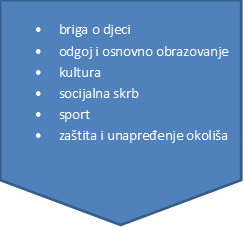 • briga o djeci
• odgoj i osnovno obrazovanje
• kultura
• socijalna skrb
• sport
• zaštita i unapređenje okoliša